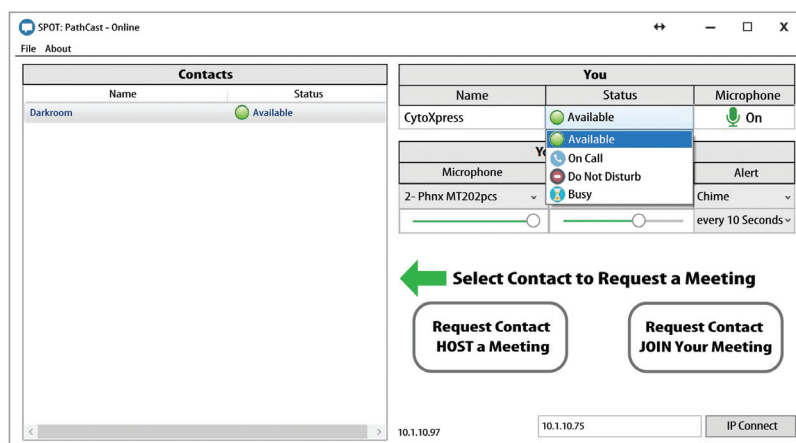 SPOT: PathCast - Online
File About
Contacts
Name Status
Darkroom Available
You
Name Status Microphone
CytoXpress Available On
Available
On Call
Do Not Disturb
Busy
Microphone Alert
2- Phnx MT202pcs Chime
every 10 Seconds
Select Contact to Request a Meeting
Request Contact
HOST a Meeting
Request Contact
JOIN Your Meeting
10.1.10.97 10.1.10.75 IP Connect